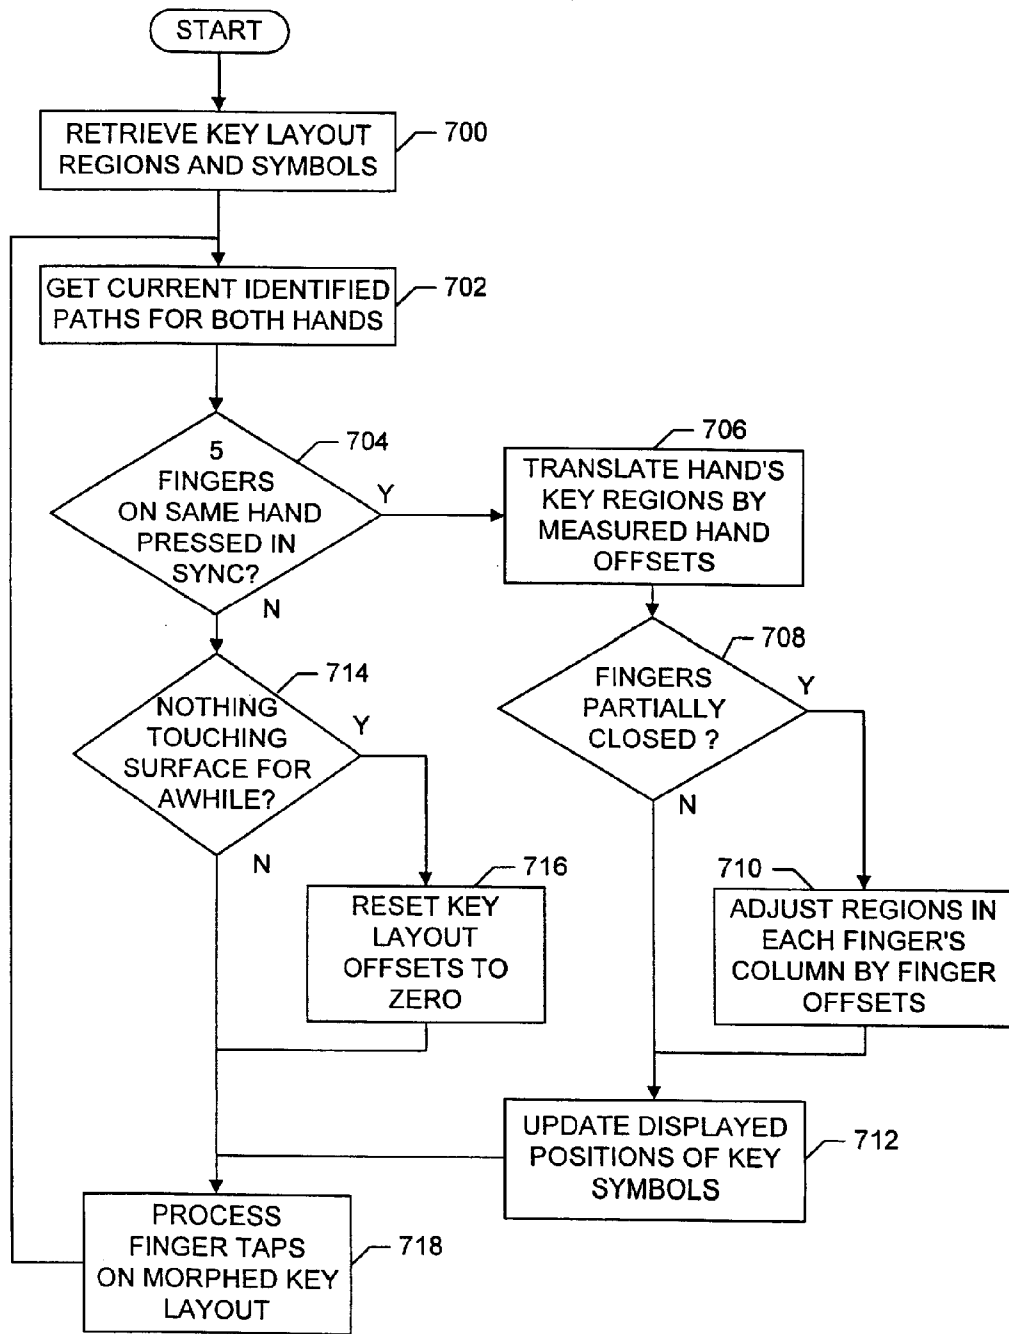 START
RETRIEVE KEY LAYOUT
REGIONS AND SYMBOLS
700
GET CURRENT IDENTIFIED
PATHS FOR BOTH HANDS
702
5
FINGERS
ON SAME HAND
PRESSED IN
SYNC?
704
Y
N
706
TRANSLATE HAND'S
KEY REGIONS BY
MEASURED HAND
OFFSETS
708
FINGERS
PARTIALLY
CLOSED ?
Y
N
714
NOTHING
TOUCHING
SURFACE FOR
AWHILE?
Y
N
716
RESET KEY
LAYOUT
OFFSETS TO
ZERO
710
ADJUST REGIONS IN
EACH FINGER'S
COLUMN BY FINGER
OFFSETS
UPDATE DISPLAYED
POSITIONS OF KEY
SYMBOLS
712
PROCESS
FINGER TAPS
ON MORPHED KEY
LAYOUT
718